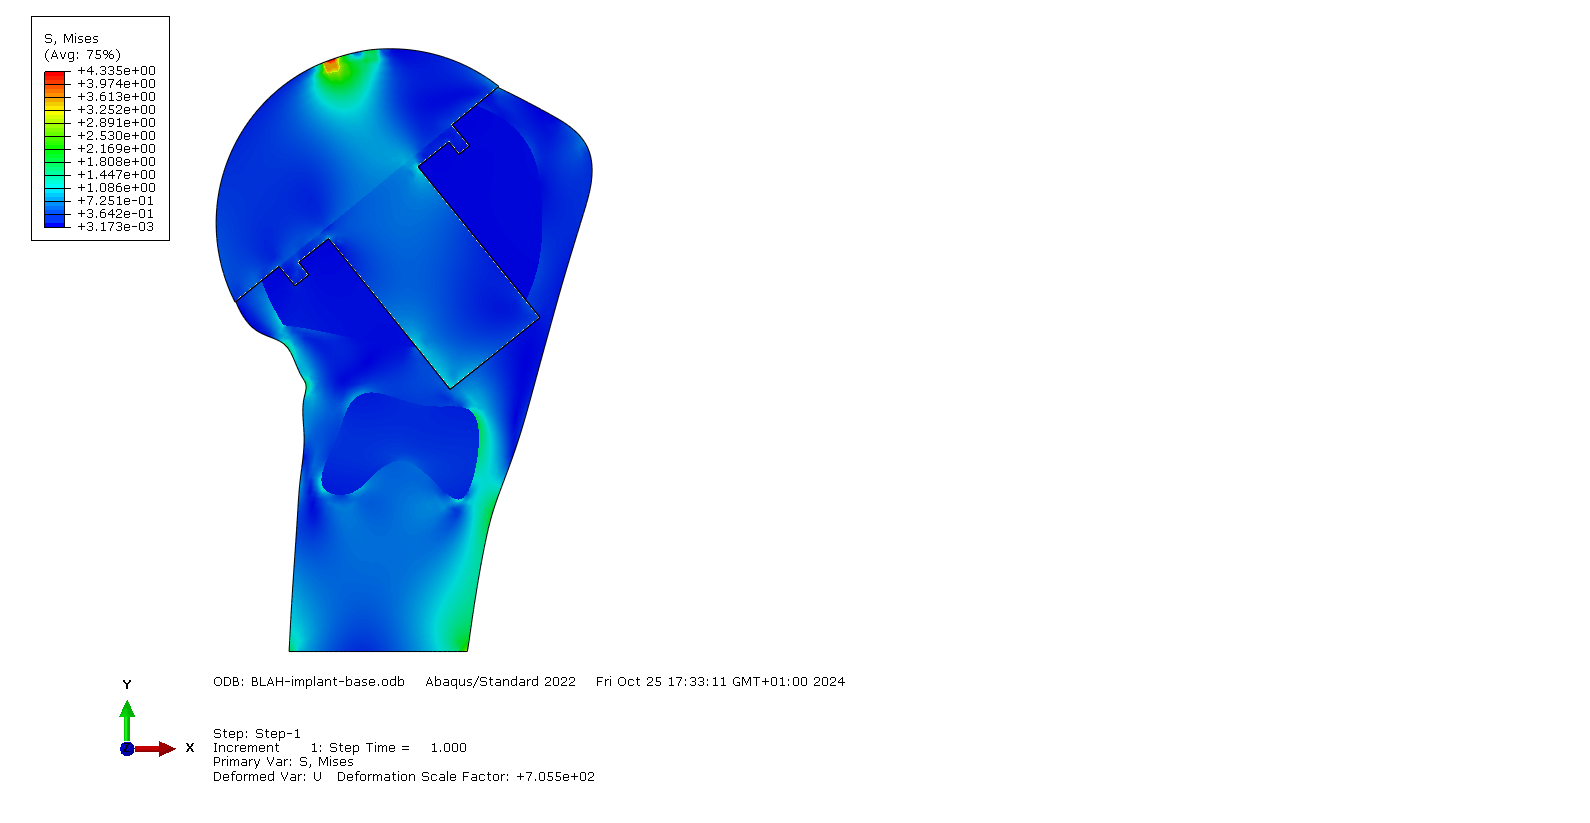 S, Mises
(Avg: 75%)
+4.335e+00
+3.974e+00
+3.613e+00
+3.252e+00
+2.891e+00
+2.530e+00
+2.169e+00
+1.808e+00
+1.447e+00
+1.086e+00
+7.251e-01
+3.642e-01
+3.173e-03
ODB: BLAH-implant-base.odb Abaqus/Standard 2022 Fri Oct 25 17:33:11 GMT+01:00 2024
Y
X
Step: Step-1
Increment 1: Step Time = 1.000
Primary Var: S, Mises
Deformed Var: U Deformation Scale Factor: +7.055e+02